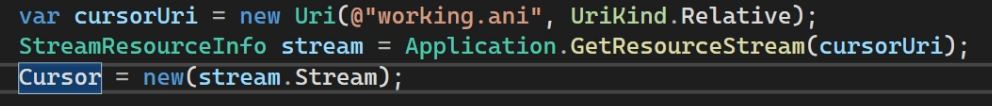 var cursorUri = new Uri(@"working.ani", UriKind.Relative);
StreamResourceInfo stream = Application.GetResourceStream(cursorUri);
Cursor = new(stream.Stream);